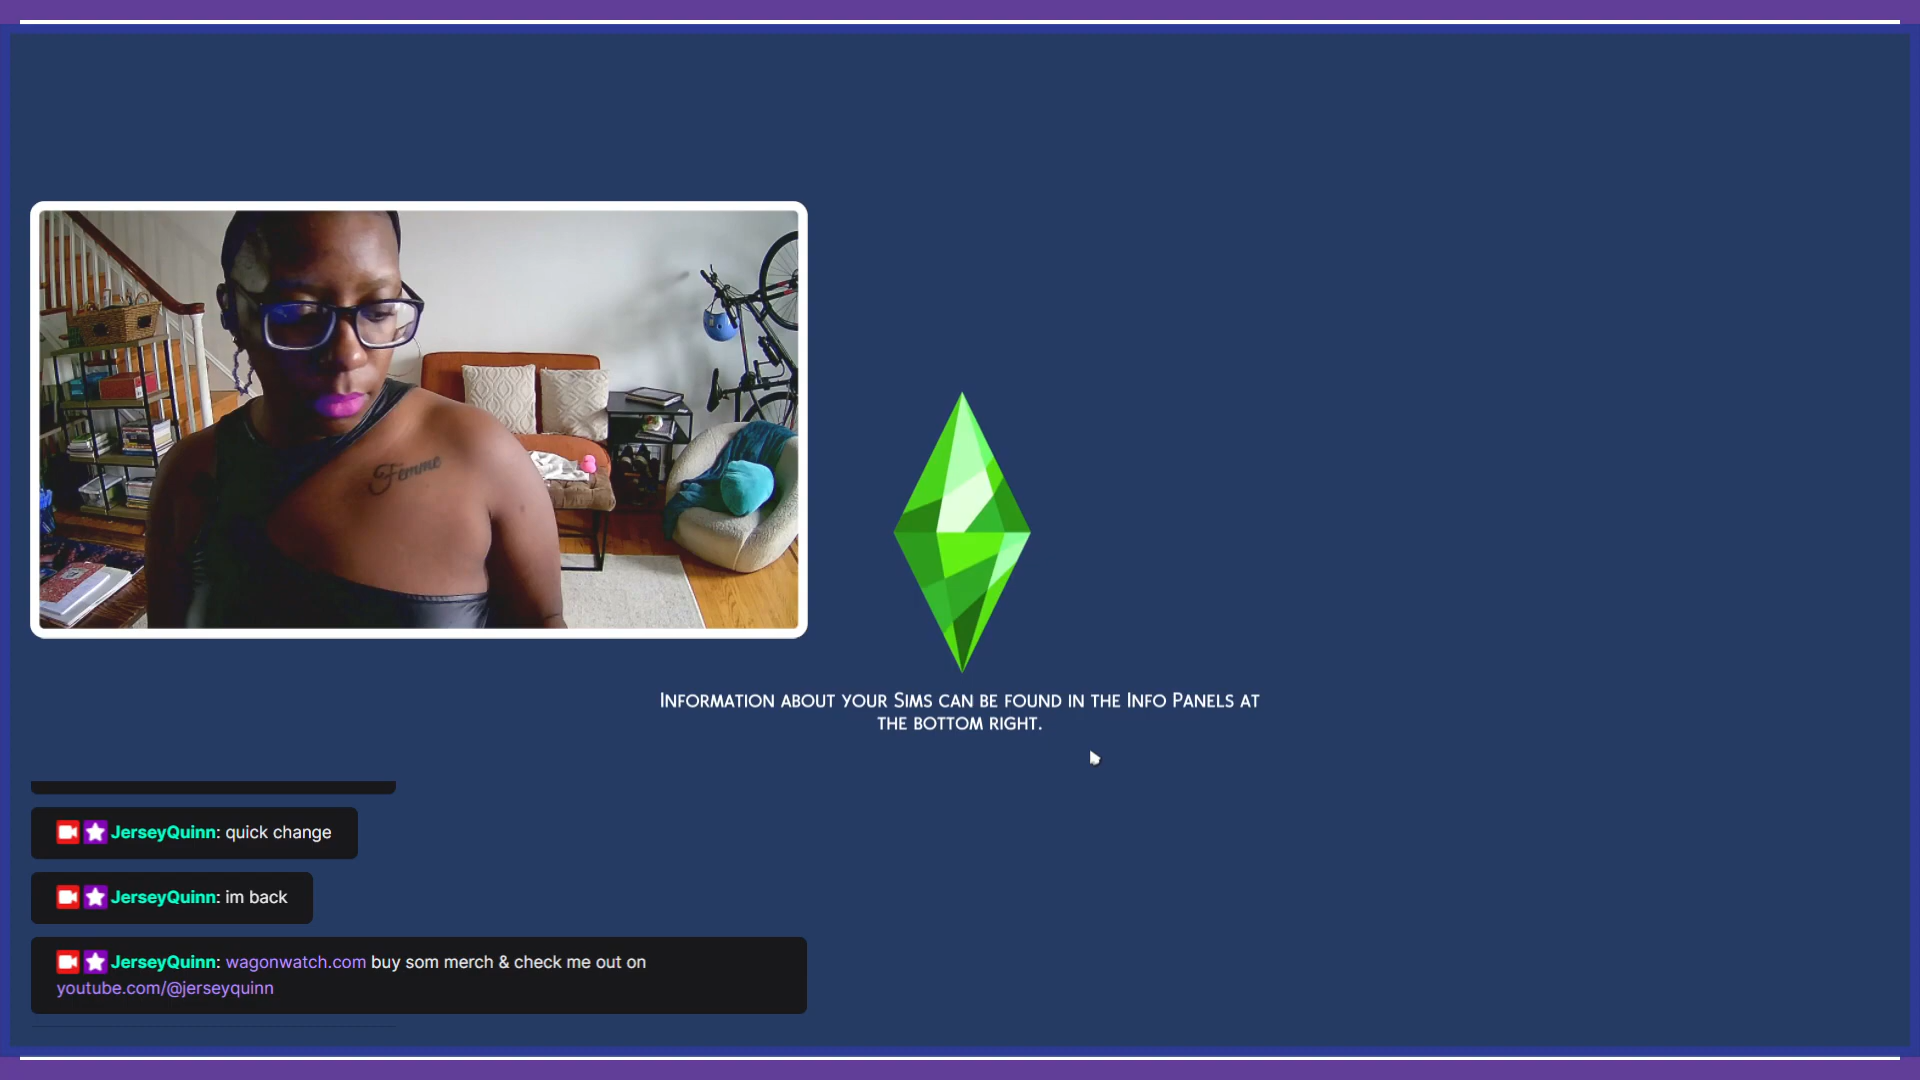 Femme
INFORMATION ABOUT YOUR SIMS CAN BE FOUND IN THE INFO PANELS AT
THE BOTTOM RIGHT.
JerseyQuinn: quick change
JerseyQuinn: im back
JerseyQuinn: wagonwatch.com buy som merch & check me out on
youtube.com/@jerseyquinn